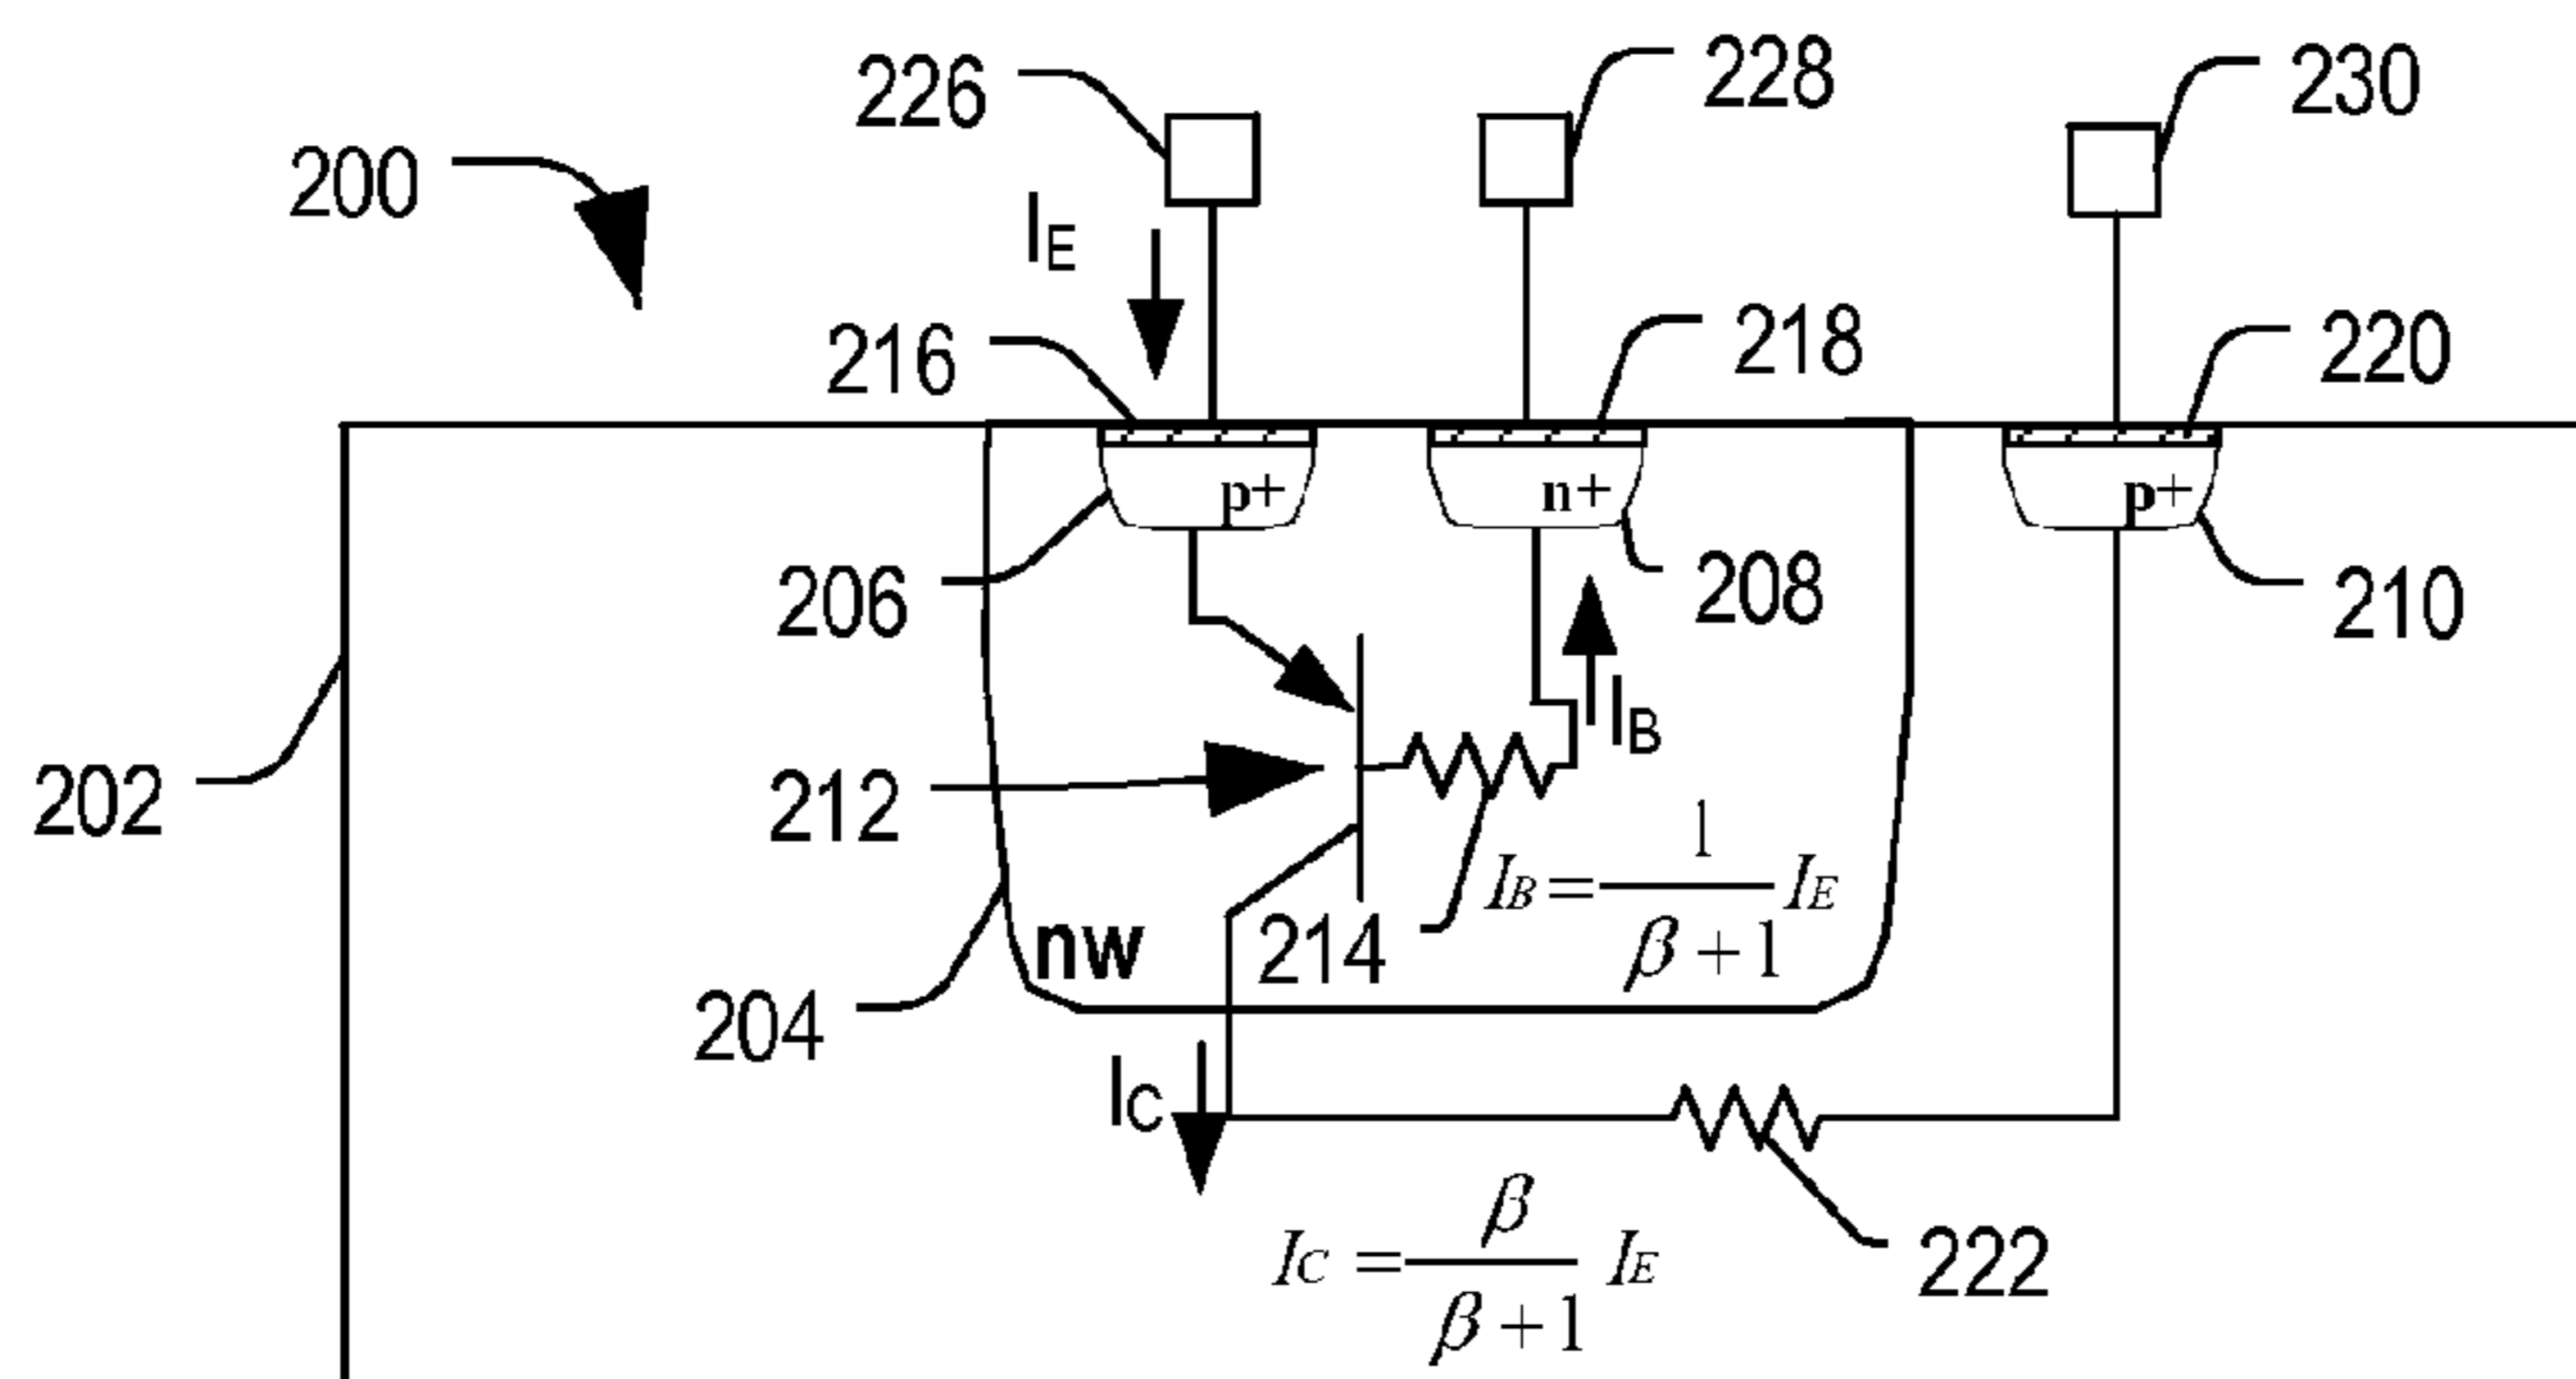 226
228
230
200
I_E
216
218
220
p+
n+
p+
206
208
210
I_B
202
212
I_B = 1/(β+1) I_E
214
nw
204
I_C
I_C = β/(β+1) I_E
222